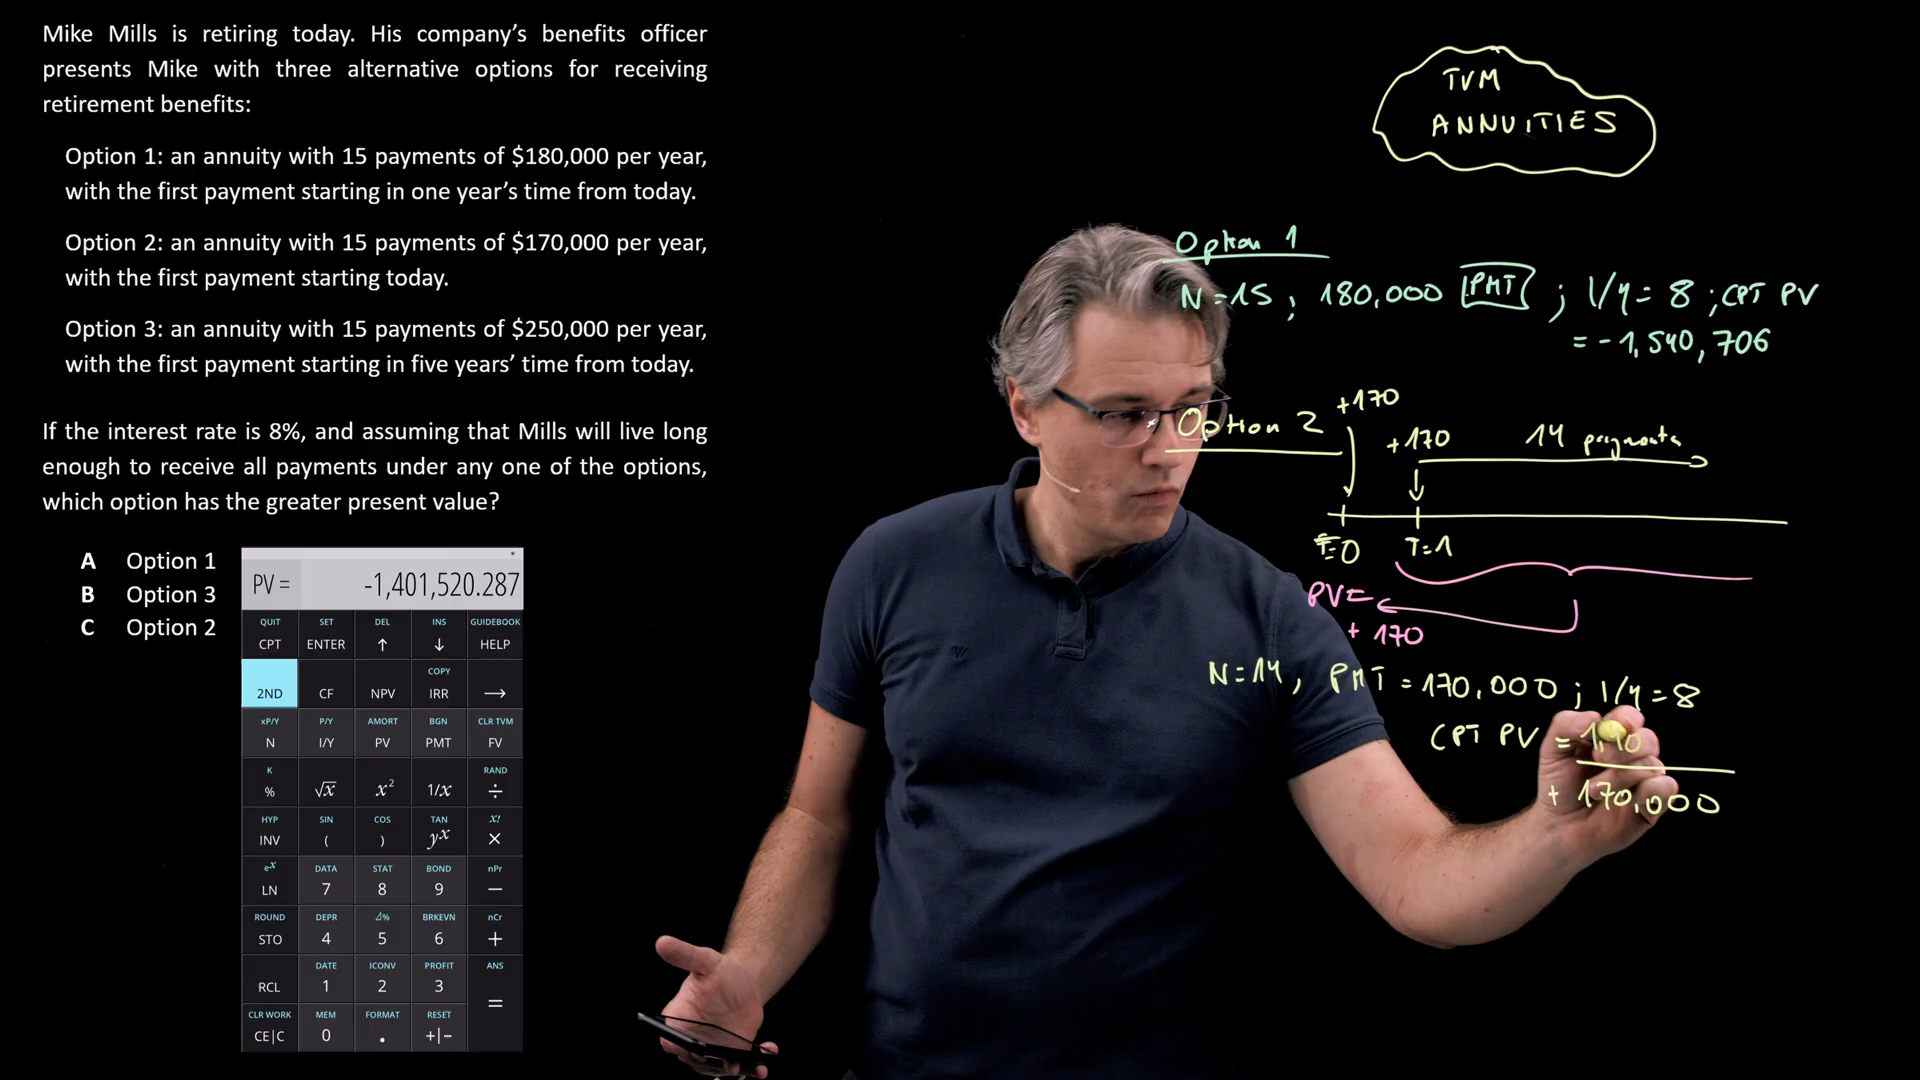 Mike Mills is retiring today. His company’s benefits officer
presents Mike with three alternative options for receiving
retirement benefits:
Option 1: an annuity with 15 payments of $180,000 per year,
with the first payment starting in one year’s time from today.
Option 2: an annuity with 15 payments of $170,000 per year,
with the first payment starting today.
Option 3: an annuity with 15 payments of $250,000 per year,
with the first payment starting in five years’ time from today.
If the interest rate is 8%, and assuming that Mills will live long
enough to receive all payments under any one of the options,
which option has the greater present value?
A Option 1
B Option 3
C Option 2
PV = -1,401,520.287
QUIT SET DEL INS GUIDEBOOK
CPT ENTER ↑ ↓ HELP
COPY
2ND CF NPV IRR →
xP/Y P/Y AMORT BGN CLR TVM
N I/Y PV PMT FV
K RAND
% √x x² 1/x ÷
HYP SIN COS TAN x!
INV ( ) yˣ ×
eˣ DATA STAT BOND nPr
LN 7 8 9 −
ROUND DEPR Δ% BRKEVN nCr
STO 4 5 6 +
DATE ICONV PROFIT ANS
RCL 1 2 3 =
CLR WORK MEM FORMAT RESET
CE|C 0 . +|-
TVM
ANNUITIES
Option 1
N = 15 ; 180,000 PMT ; I/Y = 8 ; CPT PV
= - 1,540,706
Option 2
+170
+170 14 payments
T=0 T=1
PV=
+ 170
N = 14, PMT = 170,000 ; I/Y = 8
CPT PV = 1,40
+ 170,000